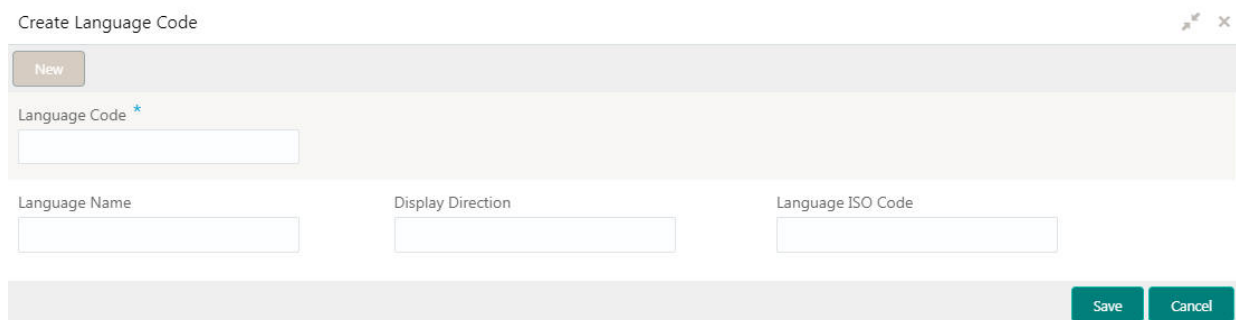 Create Language Code
New
Language Code *
Language Name Display Direction Language ISO Code
Save Cancel